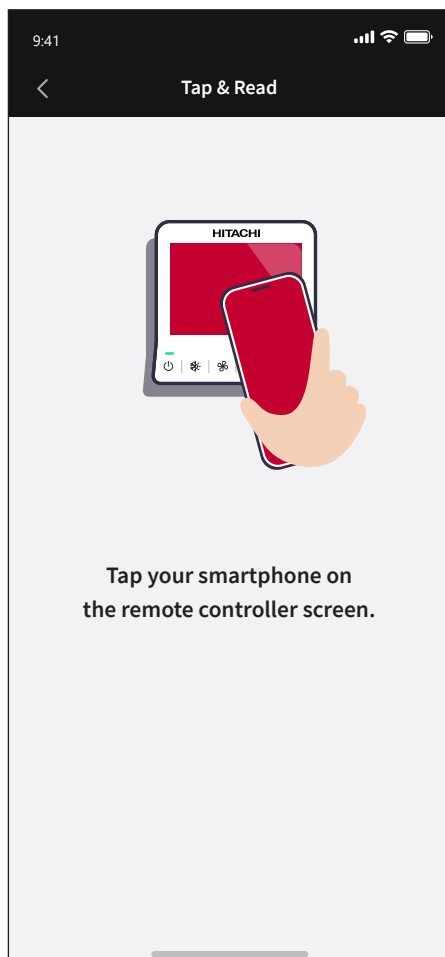 9:41
Tap & Read
HITACHI
Tap your smartphone on
the remote controller screen.